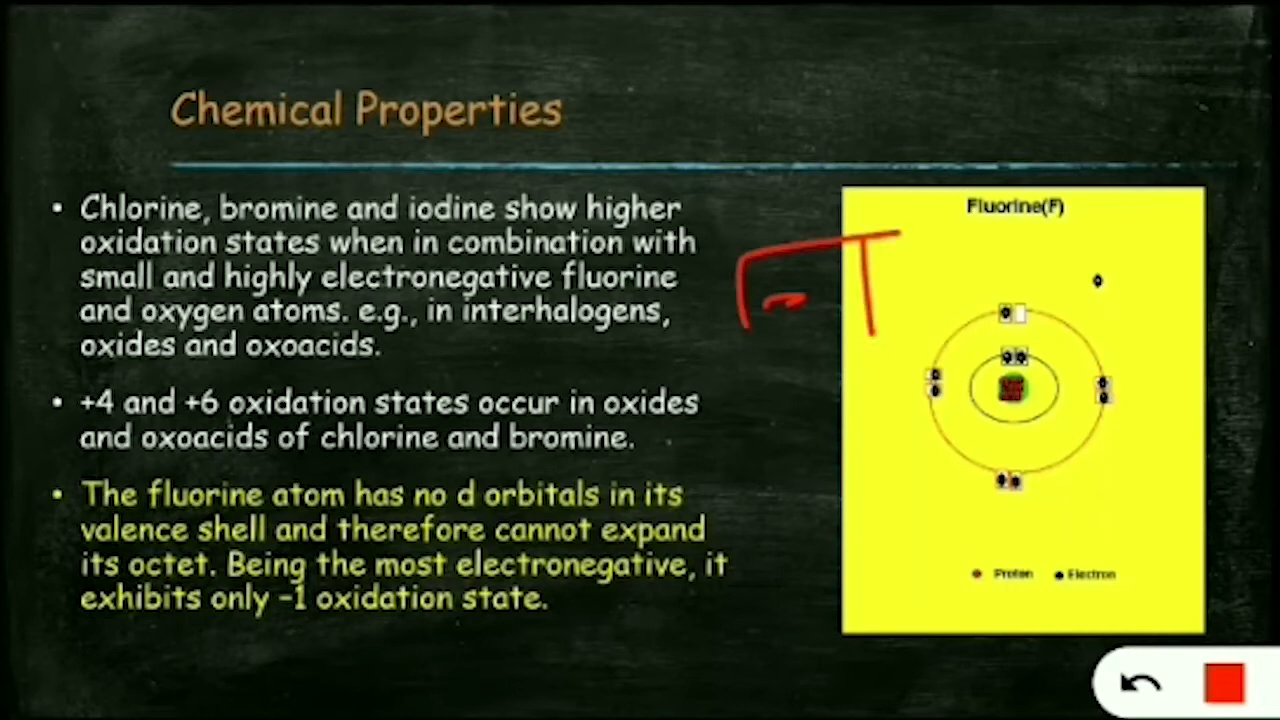 Chemical Properties
• Chlorine, bromine and iodine show higher
oxidation states when in combination with
small and highly electronegative fluorine
and oxygen atoms. e.g., in interhalogens,
oxides and oxoacids.
• +4 and +6 oxidation states occur in oxides
and oxoacids of chlorine and bromine.
• The fluorine atom has no d orbitals in its
valence shell and therefore cannot expand
its octet. Being the most electronegative, it
exhibits only –1 oxidation state.
Fluorine(F)
Proton
Electron